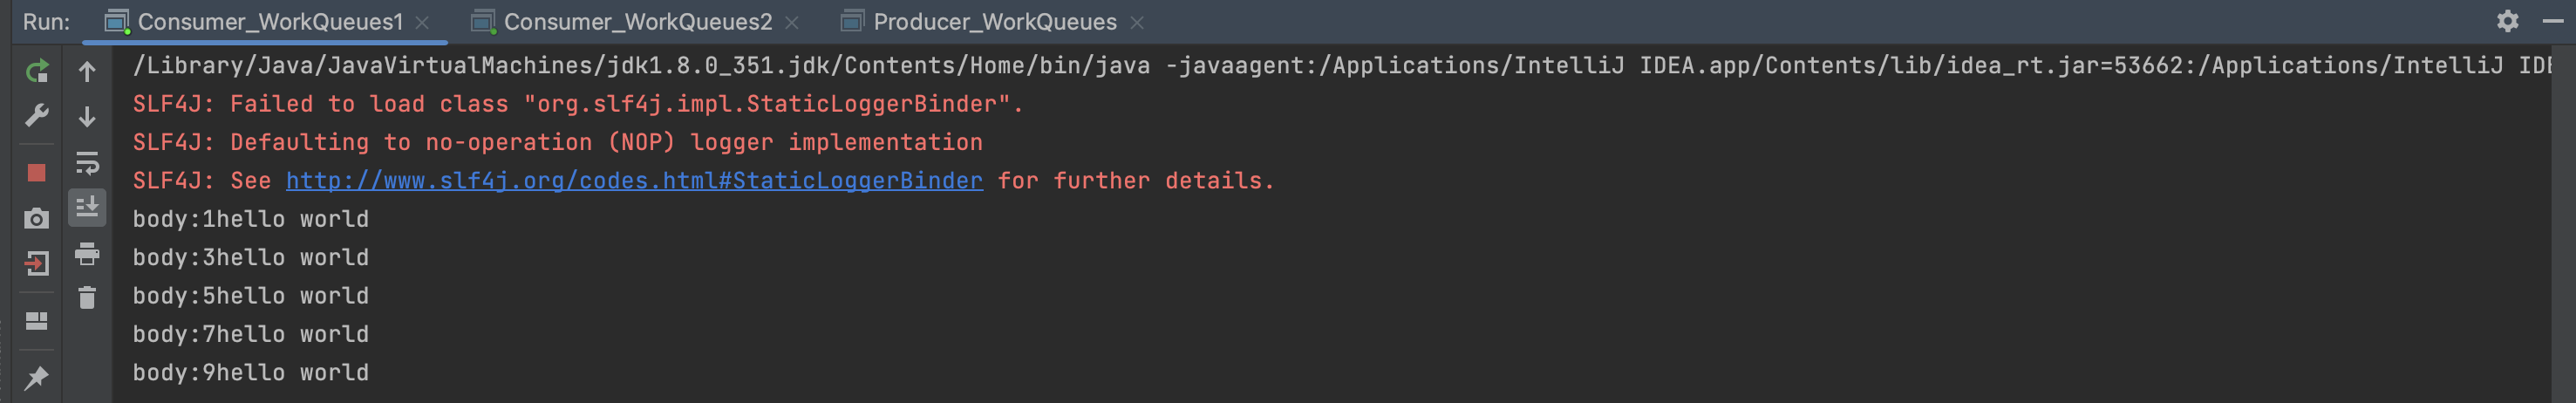 Run: Consumer_WorkQueues1 Consumer_WorkQueues2 Producer_WorkQueues
/Library/Java/JavaVirtualMachines/jdk1.8.0_351.jdk/Contents/Home/bin/java -javaagent:/Applications/IntelliJ IDEA.app/Contents/lib/idea_rt.jar=53662:/Applications/IntelliJ IDE
SLF4J: Failed to load class "org.slf4j.impl.StaticLoggerBinder".
SLF4J: Defaulting to no-operation (NOP) logger implementation
SLF4J: See http://www.slf4j.org/codes.html#StaticLoggerBinder for further details.
body:1hello world
body:3hello world
body:5hello world
body:7hello world
body:9hello world